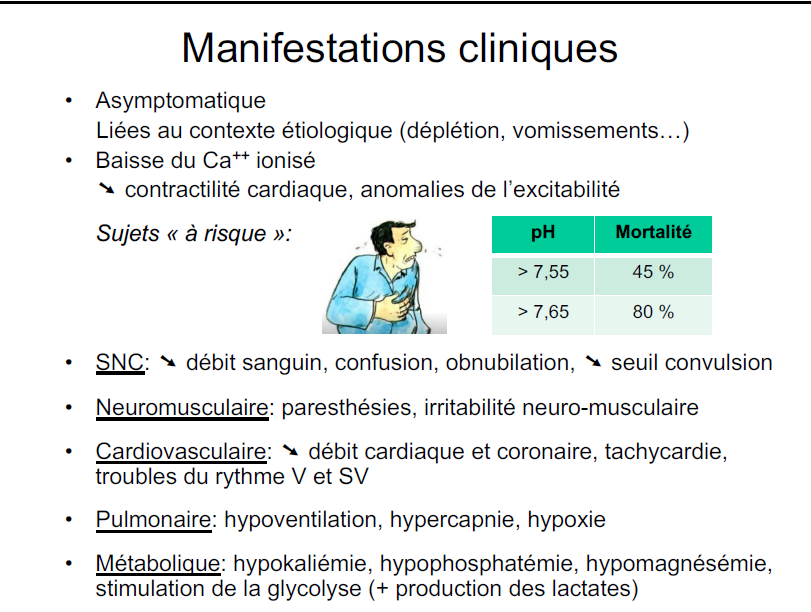 Manifestations cliniques
• Asymptomatique
Liées au contexte étiologique (déplétion, vomissements…)
• Baisse du Ca⁺⁺ ionisé
➘ contractilité cardiaque, anomalies de l’excitabilité
Sujets « à risque »:
pH Mortalité
> 7,55 45 %
> 7,65 80 %
• SNC: ➘ débit sanguin, confusion, obnubilation, ➘ seuil convulsion
• Neuromusculaire: paresthésies, irritabilité neuro-musculaire
• Cardiovasculaire: ➘ débit cardiaque et coronaire, tachycardie,
troubles du rythme V et SV
• Pulmonaire: hypoventilation, hypercapnie, hypoxie
• Métabolique: hypokaliémie, hypophosphatémie, hypomagnésémie,
stimulation de la glycolyse (+ production des lactates)